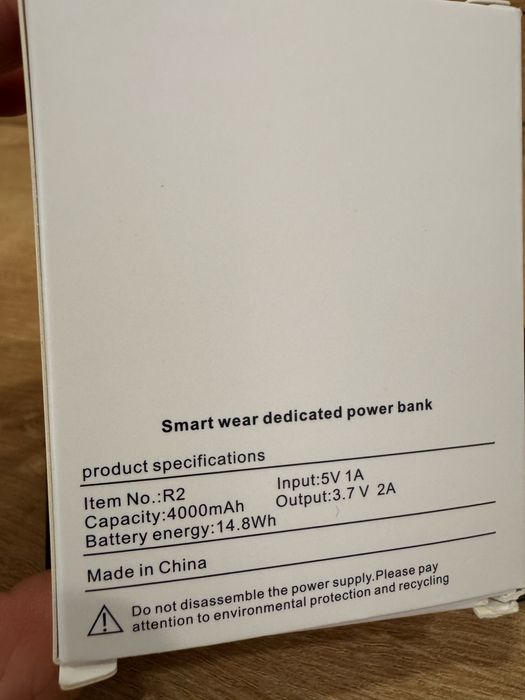 Smart wear dedicated power bank
product specifications
Item No.:R2
Capacity:4000mAh
Battery energy:14.8Wh
Input:5V 1A
Output:3.7 V 2A
Made in China
Do not disassemble the power supply.Please pay
attention to environmental protection and recycling